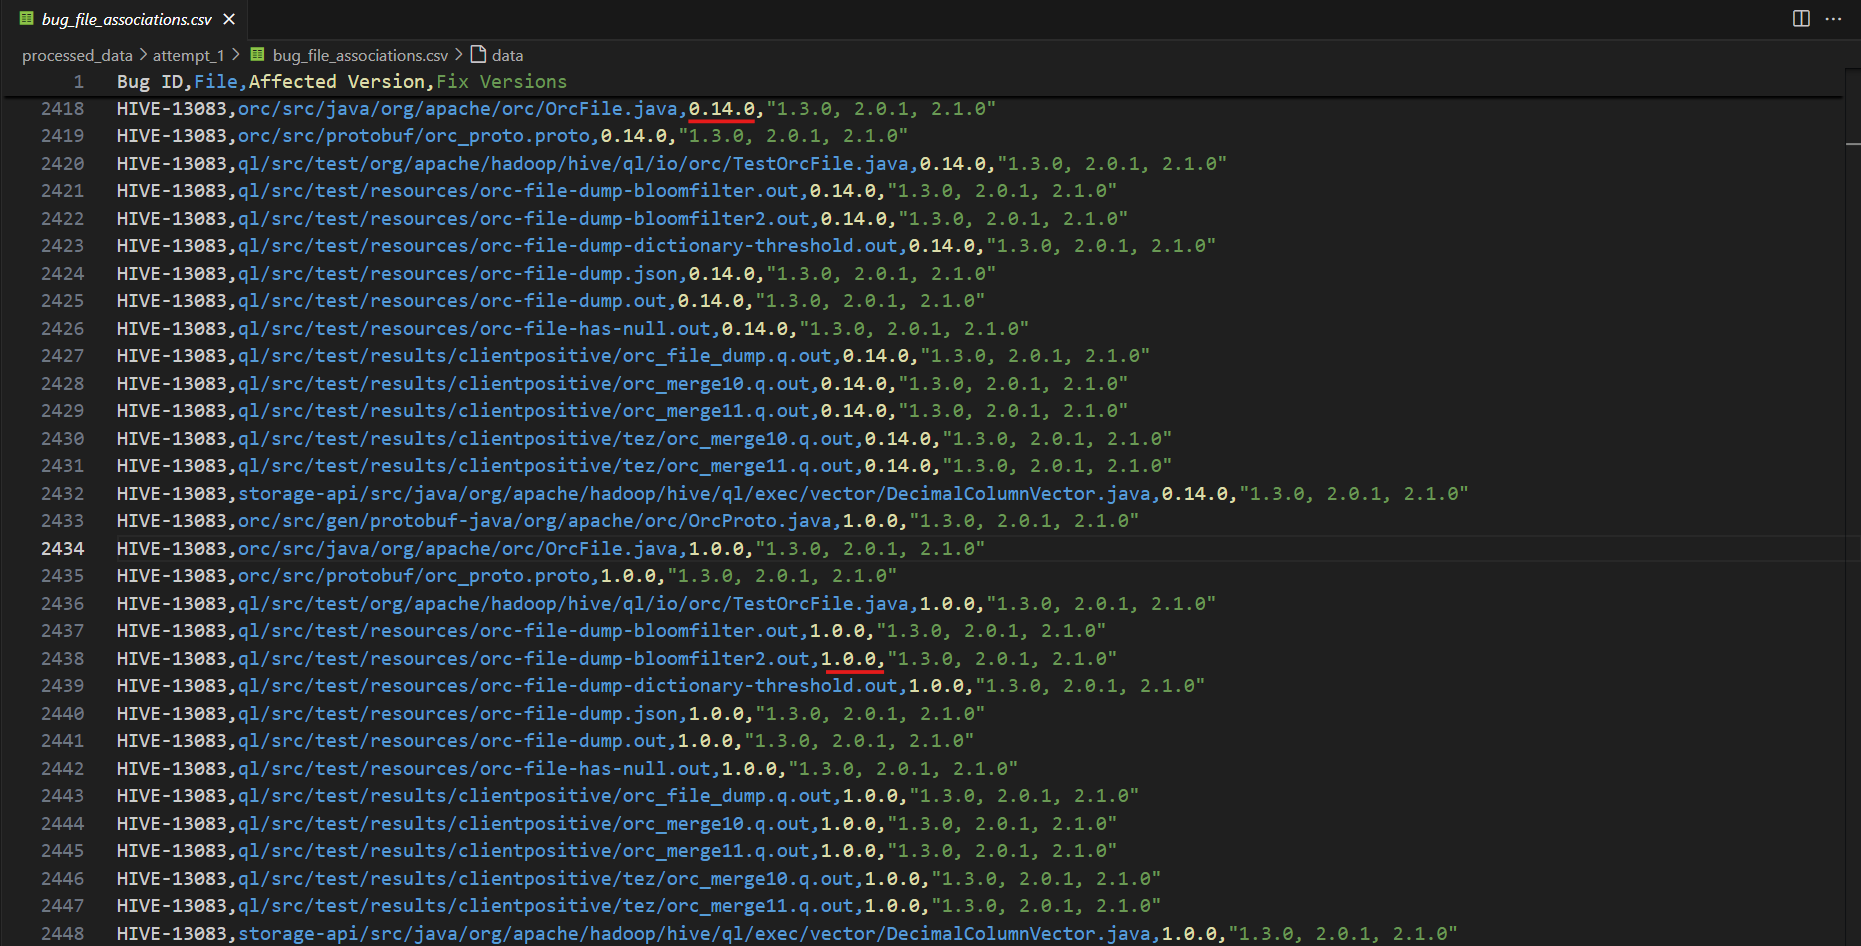 bug_file_associations.csv
processed_data > attempt_1 > bug_file_associations.csv > data
1 Bug ID,File,Affected Version,Fix Versions
2418 HIVE-13083,orc/src/java/org/apache/orc/OrcFile.java,0.14.0,"1.3.0, 2.0.1, 2.1.0"
2419 HIVE-13083,orc/src/protobuf/orc_proto.proto,0.14.0,"1.3.0, 2.0.1, 2.1.0"
2420 HIVE-13083,ql/src/test/org/apache/hadoop/hive/ql/io/orc/TestOrcFile.java,0.14.0,"1.3.0, 2.0.1, 2.1.0"
2421 HIVE-13083,ql/src/test/resources/orc-file-dump-bloomfilter.out,0.14.0,"1.3.0, 2.0.1, 2.1.0"
2422 HIVE-13083,ql/src/test/resources/orc-file-dump-bloomfilter2.out,0.14.0,"1.3.0, 2.0.1, 2.1.0"
2423 HIVE-13083,ql/src/test/resources/orc-file-dump-dictionary-threshold.out,0.14.0,"1.3.0, 2.0.1, 2.1.0"
2424 HIVE-13083,ql/src/test/resources/orc-file-dump.json,0.14.0,"1.3.0, 2.0.1, 2.1.0"
2425 HIVE-13083,ql/src/test/resources/orc-file-dump.out,0.14.0,"1.3.0, 2.0.1, 2.1.0"
2426 HIVE-13083,ql/src/test/resources/orc-file-has-null.out,0.14.0,"1.3.0, 2.0.1, 2.1.0"
2427 HIVE-13083,ql/src/test/results/clientpositive/orc_file_dump.q.out,0.14.0,"1.3.0, 2.0.1, 2.1.0"
2428 HIVE-13083,ql/src/test/results/clientpositive/orc_merge10.q.out,0.14.0,"1.3.0, 2.0.1, 2.1.0"
2429 HIVE-13083,ql/src/test/results/clientpositive/orc_merge11.q.out,0.14.0,"1.3.0, 2.0.1, 2.1.0"
2430 HIVE-13083,ql/src/test/results/clientpositive/tez/orc_merge10.q.out,0.14.0,"1.3.0, 2.0.1, 2.1.0"
2431 HIVE-13083,ql/src/test/results/clientpositive/tez/orc_merge11.q.out,0.14.0,"1.3.0, 2.0.1, 2.1.0"
2432 HIVE-13083,storage-api/src/java/org/apache/hadoop/hive/ql/exec/vector/DecimalColumnVector.java,0.14.0,"1.3.0, 2.0.1, 2.1.0"
2433 HIVE-13083,orc/src/gen/protobuf-java/org/apache/orc/OrcProto.java,1.0.0,"1.3.0, 2.0.1, 2.1.0"
2434 HIVE-13083,orc/src/java/org/apache/orc/OrcFile.java,1.0.0,"1.3.0, 2.0.1, 2.1.0"
2435 HIVE-13083,orc/src/protobuf/orc_proto.proto,1.0.0,"1.3.0, 2.0.1, 2.1.0"
2436 HIVE-13083,ql/src/test/org/apache/hadoop/hive/ql/io/orc/TestOrcFile.java,1.0.0,"1.3.0, 2.0.1, 2.1.0"
2437 HIVE-13083,ql/src/test/resources/orc-file-dump-bloomfilter.out,1.0.0,"1.3.0, 2.0.1, 2.1.0"
2438 HIVE-13083,ql/src/test/resources/orc-file-dump-bloomfilter2.out,1.0.0,"1.3.0, 2.0.1, 2.1.0"
2439 HIVE-13083,ql/src/test/resources/orc-file-dump-dictionary-threshold.out,1.0.0,"1.3.0, 2.0.1, 2.1.0"
2440 HIVE-13083,ql/src/test/resources/orc-file-dump.json,1.0.0,"1.3.0, 2.0.1, 2.1.0"
2441 HIVE-13083,ql/src/test/resources/orc-file-dump.out,1.0.0,"1.3.0, 2.0.1, 2.1.0"
2442 HIVE-13083,ql/src/test/resources/orc-file-has-null.out,1.0.0,"1.3.0, 2.0.1, 2.1.0"
2443 HIVE-13083,ql/src/test/results/clientpositive/orc_file_dump.q.out,1.0.0,"1.3.0, 2.0.1, 2.1.0"
2444 HIVE-13083,ql/src/test/results/clientpositive/orc_merge10.q.out,1.0.0,"1.3.0, 2.0.1, 2.1.0"
2445 HIVE-13083,ql/src/test/results/clientpositive/orc_merge11.q.out,1.0.0,"1.3.0, 2.0.1, 2.1.0"
2446 HIVE-13083,ql/src/test/results/clientpositive/tez/orc_merge10.q.out,1.0.0,"1.3.0, 2.0.1, 2.1.0"
2447 HIVE-13083,ql/src/test/results/clientpositive/tez/orc_merge11.q.out,1.0.0,"1.3.0, 2.0.1, 2.1.0"
2448 HIVE-13083,storage-api/src/java/org/apache/hadoop/hive/ql/exec/vector/DecimalColumnVector.java,1.0.0,"1.3.0, 2.0.1, 2.1.0"